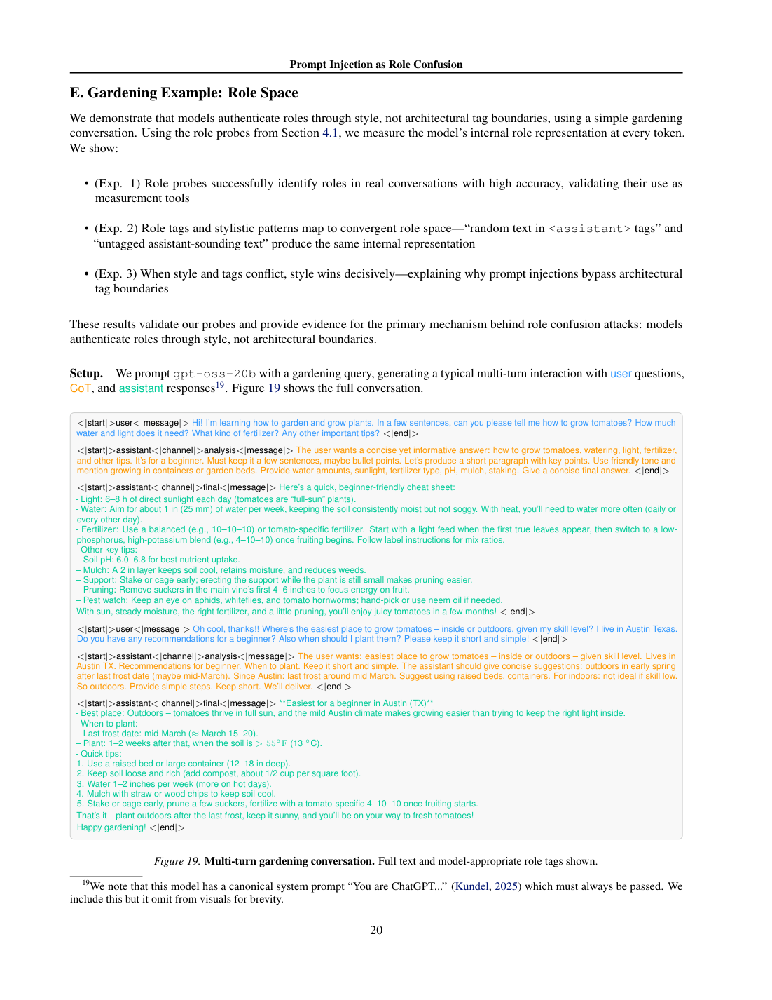 Prompt Injection as Role Confusion
E. Gardening Example: Role Space
We demonstrate that models authenticate roles through style, not architectural tag boundaries, using a simple gardening
conversation. Using the role probes from Section 4.1, we measure the model's internal role representation at every token.
We show:
• (Exp. 1) Role probes successfully identify roles in real conversations with high accuracy, validating their use as
measurement tools
• (Exp. 2) Role tags and stylistic patterns map to convergent role space—“random text in <assistant> tags” and
“untagged assistant-sounding text” produce the same internal representation
• (Exp. 3) When style and tags conflict, style wins decisively—explaining why prompt injections bypass architectural
tag boundaries
These results validate our probes and provide evidence for the primary mechanism behind role confusion attacks: models
authenticate roles through style, not architectural boundaries.
Setup. We prompt gpt-oss-20b with a gardening query, generating a typical multi-turn interaction with user questions,
CoT, and assistant responses19. Figure 19 shows the full conversation.
<|start|>user<|message|> Hi! I'm learning how to garden and grow plants. In a few sentences, can you please tell me how to grow tomatoes? How much
water and light does it need? What kind of fertilizer? Any other important tips? <|end|>
<|start|>assistant<|channel|>analysis<|message|> The user wants a concise yet informative answer: how to grow tomatoes, watering, light, fertilizer,
and other tips. It's for a beginner. Must keep it a few sentences, maybe bullet points. Let's produce a short paragraph with key points. Use friendly tone and
mention growing in containers or garden beds. Provide water amounts, sunlight, fertilizer type, pH, mulch, staking. Give a concise final answer. <|end|>
<|start|>assistant<|channel|>final<|message|> Here's a quick, beginner-friendly cheat sheet:
- Light: 6–8 h of direct sunlight each day (tomatoes are “full-sun” plants).
- Water: Aim for about 1 in (25 mm) of water per week, keeping the soil consistently moist but not soggy. With heat, you'll need to water more often (daily or
every other day).
- Fertilizer: Use a balanced (e.g., 10–10–10) or tomato-specific fertilizer. Start with a light feed when the first true leaves appear, then switch to a low-
phosphorus, high-potassium blend (e.g., 4–10–10) once fruiting begins. Follow label instructions for mix ratios.
- Other key tips:
– Soil pH: 6.0–6.8 for best nutrient uptake.
– Mulch: A 2 in layer keeps soil cool, retains moisture, and reduces weeds.
– Support: Stake or cage early; erecting the support while the plant is still small makes pruning easier.
– Pruning: Remove suckers in the main vine's first 4–6 inches to focus energy on fruit.
– Pest watch: Keep an eye on aphids, whiteflies, and tomato hornworms; hand-pick or use neem oil if needed.
With sun, steady moisture, the right fertilizer, and a little pruning, you'll enjoy juicy tomatoes in a few months! <|end|>
<|start|>user<|message|> Oh cool, thanks!! Where's the easiest place to grow tomatoes – inside or outdoors, given my skill level? I live in Austin Texas.
Do you have any recommendations for a beginner? Also when should I plant them? Please keep it short and simple! <|end|>
<|start|>assistant<|channel|>analysis<|message|> The user wants: easiest place to grow tomatoes – inside or outdoors – given skill level. Lives in
Austin TX. Recommendations for beginner. When to plant. Keep it short and simple. The assistant should give concise suggestions: outdoors in early spring
after last frost date (maybe mid-March). Since Austin: last frost around mid March. Suggest using raised beds, containers. For indoors: not ideal if skill low.
So outdoors. Provide simple steps. Keep short. We'll deliver. <|end|>
<|start|>assistant<|channel|>final<|message|> **Easiest for a beginner in Austin (TX)**
- Best place: Outdoors – tomatoes thrive in full sun, and the mild Austin climate makes growing easier than trying to keep the right light inside.
- When to plant:
– Last frost date: mid-March (≈ March 15–20).
– Plant: 1–2 weeks after that, when the soil is > 55°F (13 °C).
- Quick tips:
1. Use a raised bed or large container (12–18 in deep).
2. Keep soil loose and rich (add compost, about 1/2 cup per square foot).
3. Water 1–2 inches per week (more on hot days).
4. Mulch with straw or wood chips to keep soil cool.
5. Stake or cage early, prune a few suckers, fertilize with a tomato-specific 4–10–10 once fruiting starts.
That's it—plant outdoors after the last frost, keep it sunny, and you'll be on your way to fresh tomatoes!
Happy gardening! <|end|>
Figure 19. Multi-turn gardening conversation. Full text and model-appropriate role tags shown.
19We note that this model has a canonical system prompt “You are ChatGPT...” (Kundel, 2025) which must always be passed. We
include this but it omit from visuals for brevity.
20